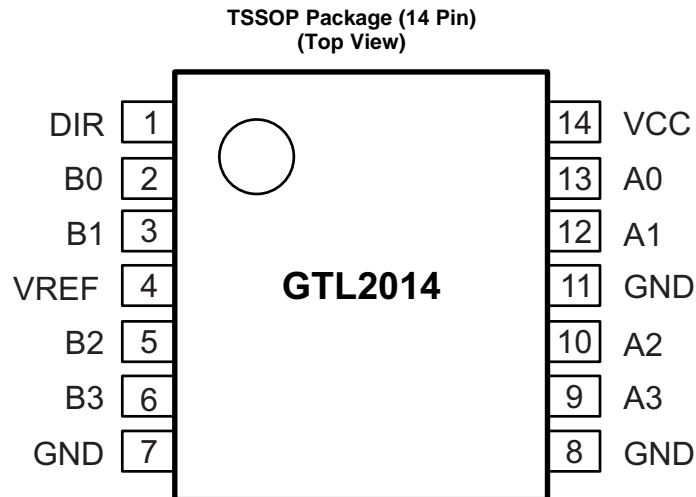 TSSOP Package (14 Pin)
(Top View)
DIR 1 14 VCC
B0 2 13 A0
B1 3 12 A1
VREF 4 GTL2014 11 GND
B2 5 10 A2
B3 6 9 A3
GND 7 8 GND